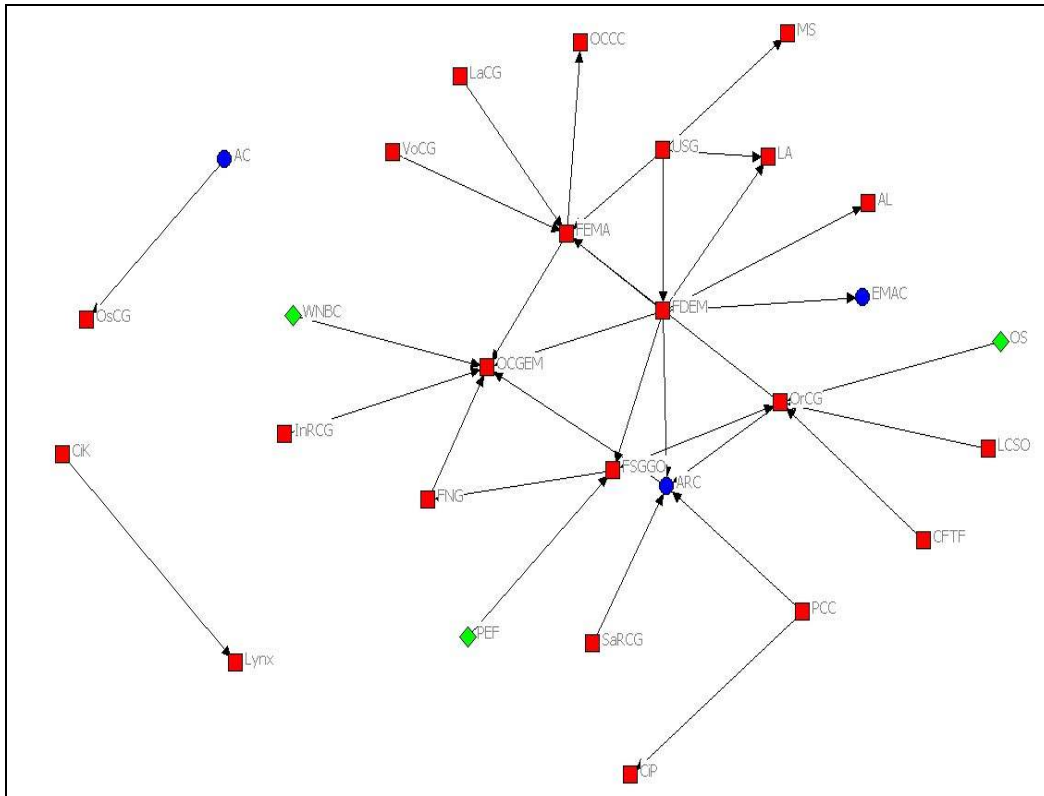 MS
OCCC
LaCG
USG
VoCG
LA
AC
AL
FEMA
EMAC
FDEM
WNBC
OsCG
OS
OCGEM
OrCG
InRCG
LCSO
CiK
FSGGO
ARC
FNG
CFTF
PCC
PEF
SaRCG
Lynx
CiP